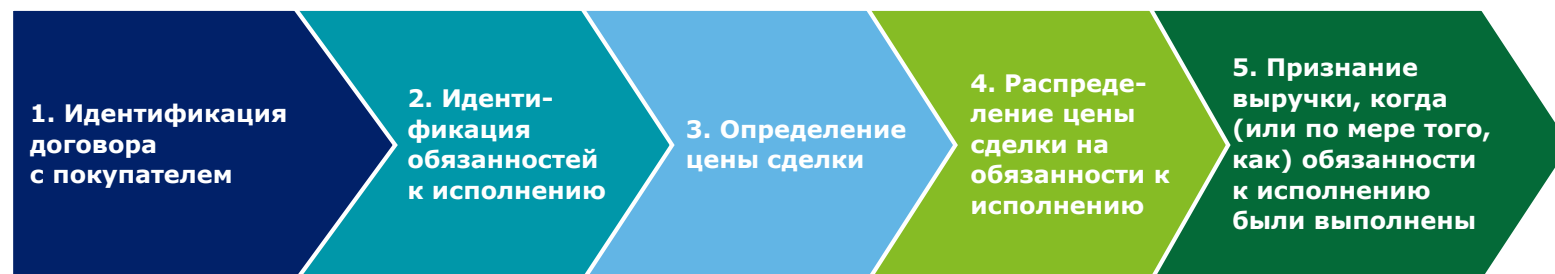 1. Идентификация
договора
с покупателем
2. Иденти-
фикация
обязанностей
к исполнению
3. Определение
цены сделки
4. Распреде-
ление цены
сделки на
обязанности к
исполнению
5. Признание
выручки, когда
(или по мере того,
как) обязанности
к исполнению
были выполнены